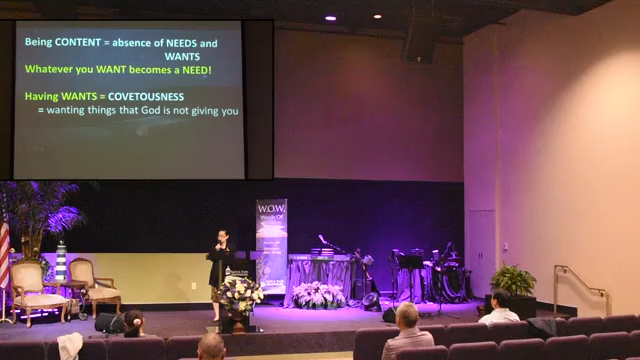 Being CONTENT = absence of NEEDS and
WANTS
Whatever you WANT becomes a NEED!
Having WANTS = COVETOUSNESS
= wanting things that God is not giving you
W.O.W.